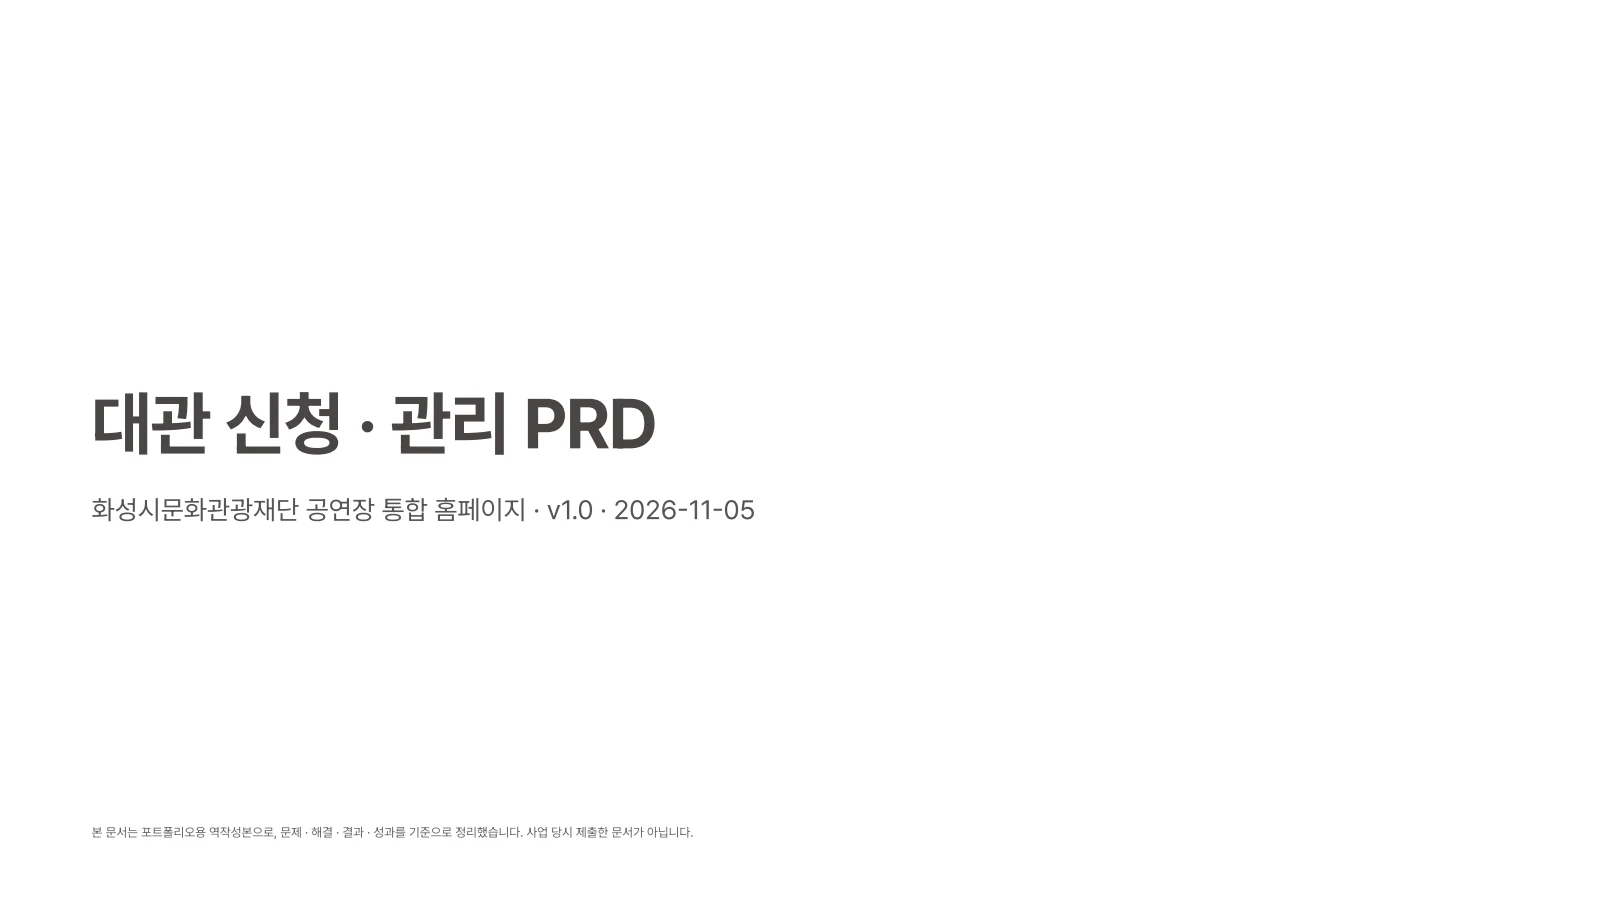 대관 신청 · 관리 PRD
화성시문화관광재단 공연장 통합 홈페이지 · v1.0 · 2026-11-05
본 문서는 포트폴리오용 역작성본으로, 문제 · 해결 · 결과 · 성과를 기준으로 정리했습니다. 사업 당시 제출한 문서가 아닙니다.